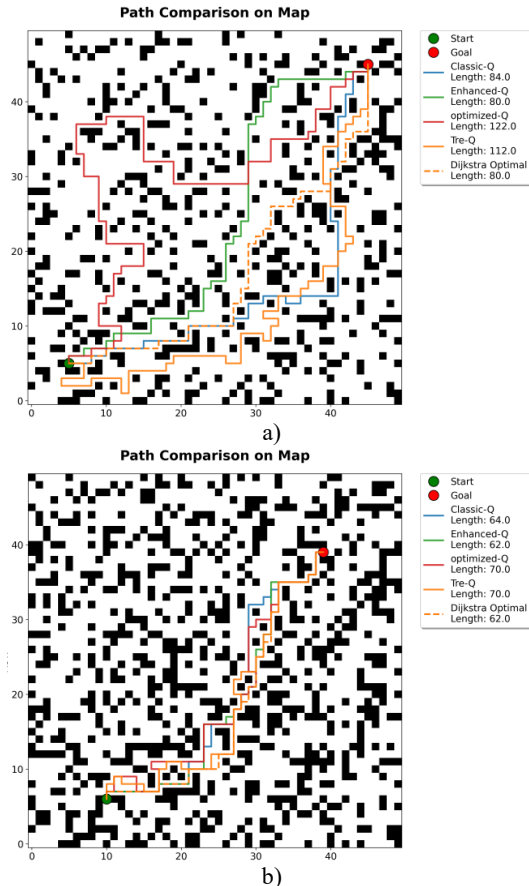 Path Comparison on Map
Start
Goal
Classic-Q
Length: 84.0
Enhanced-Q
Length: 80.0
optimized-Q
Length: 122.0
Tre-Q
Length: 112.0
Dijkstra Optimal
Length: 80.0
40
30
20
10
0
0 10 20 30 40
a)
Path Comparison on Map
Start
Goal
Classic-Q
Length: 64.0
Enhanced-Q
Length: 62.0
optimized-Q
Length: 70.0
Tre-Q
Length: 70.0
Dijkstra Optimal
Length: 62.0
40
30
20
10
0
0 10 20 30 40
b)